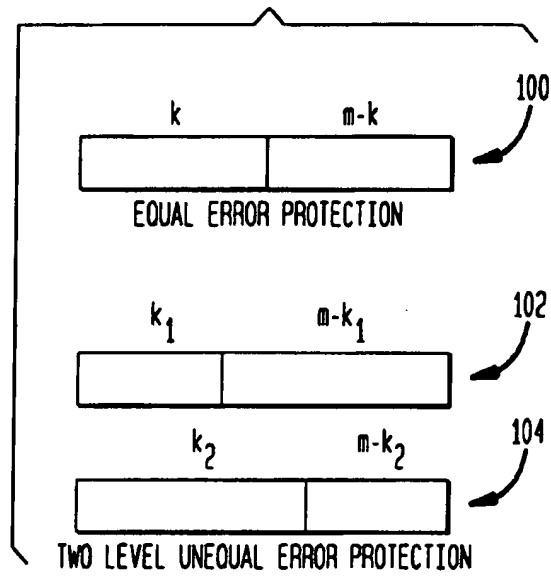 100
k m-k
EQUAL ERROR PROTECTION
102
k₁ m-k₁
104
k₂ m-k₂
TWO LEVEL UNEQUAL ERROR PROTECTION